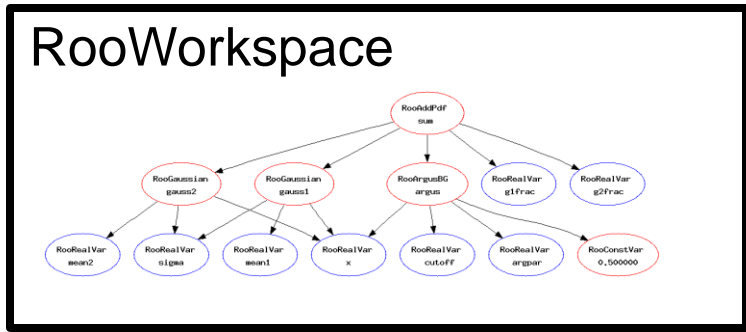 RooWorkspace
RooAddPdf
sum
RooGaussian
gauss2
RooGaussian
gauss1
RooArgusBG
argus
RooRealVar
g1frac
RooRealVar
g2frac
RooRealVar
mean2
RooRealVar
sigma
RooRealVar
mean1
RooRealVar
x
RooRealVar
cutoff
RooRealVar
argpar
RooConstVar
0,500000